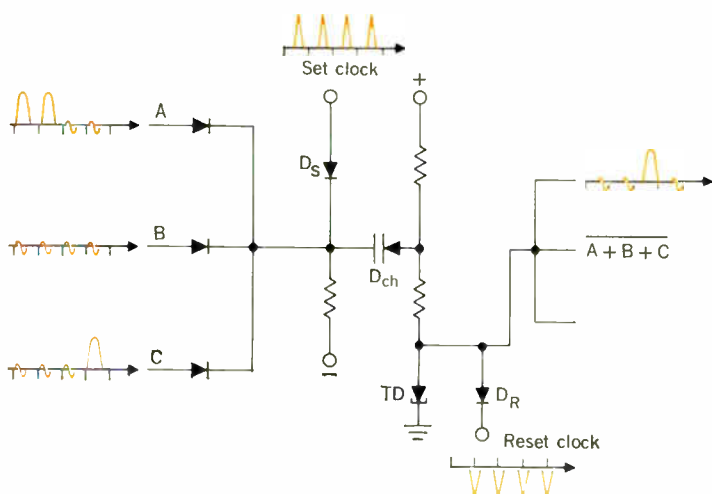 Set clock
+
A
D_S
B
D_ch
A + B + C
C
−
TD
D_R
Reset clock